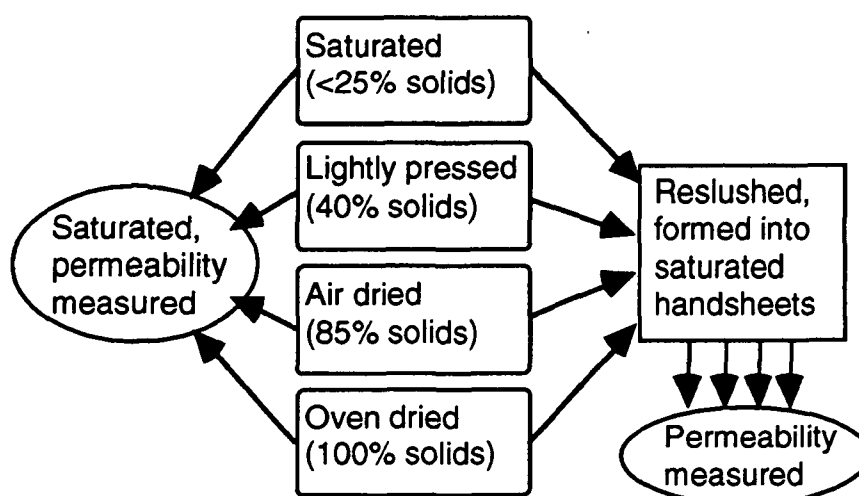 Saturated
(<25% solids)
Lightly pressed
(40% solids)
Air dried
(85% solids)
Oven dried
(100% solids)
Saturated,
permeability
measured
Reslushed,
formed into
saturated
handsheets
Permeability
measured